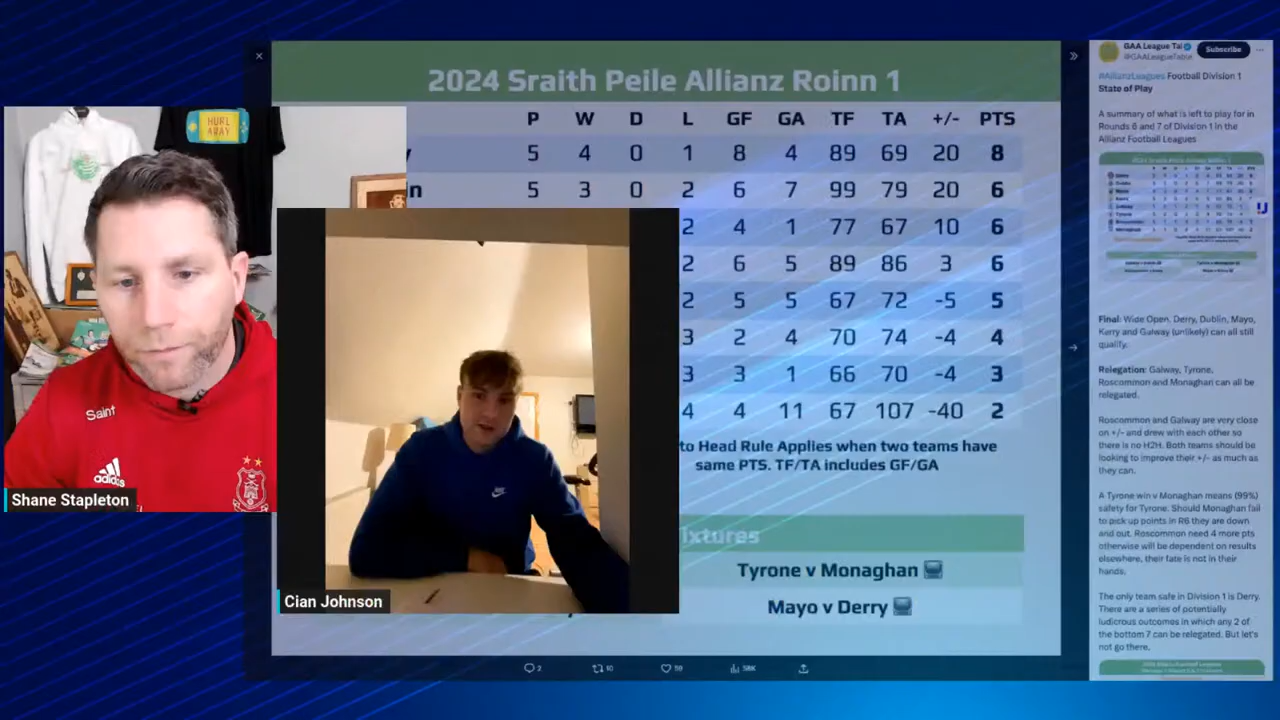 2024 Sraith Peile Allianz Roinn 1
P W D L GF GA TF TA +/- PTS
5 4 0 1 8 4 89 69 20 8
5 3 0 2 6 7 99 79 20 6
2 4 1 77 67 10 6
2 6 5 89 86 3 6
2 5 5 67 72 -5 5
3 2 4 70 74 -4 4
3 3 1 66 70 -4 3
4 4 11 67 107 -40 2
to Head Rule Applies when two teams have
same PTS. TF/TA includes GF/GA
ixtures
Tyrone v Monaghan
Mayo v Derry
2 10 59 58K
HURL
AWAY
Saint
adidas
Shane Stapleton
Cian Johnson
GAA League Tal
@GAALeagueTable
Subscribe
#AllianzLeagues Football Division 1
State of Play
A summary of what is left to play for in
Rounds 6 and 7 of Division 1 in the
Allianz Football Leagues
Final: Wide Open, Derry, Dublin, Mayo,
Kerry and Galway (unlikely) can all still
qualify.
Relegation: Galway, Tyrone,
Roscommon and Monaghan can all be
relegated.
Roscommon and Galway are very close
on +/- and drew with each other so
there is no H2H. Both teams should be
looking to improve their +/- as much as
they can.
A Tyrone win v Monaghan means (99%)
safety for Tyrone. Should Monaghan fail
to pick up points in R6 they are down
and out. Roscommon need 4 more pts
otherwise will be dependent on results
elsewhere, their fate is not in their
hands.
The only team safe in Division 1 is Derry.
There are a series of potentially
ludicrous outcomes in which any 2 of
the bottom 7 can be relegated. But let's
not go there.